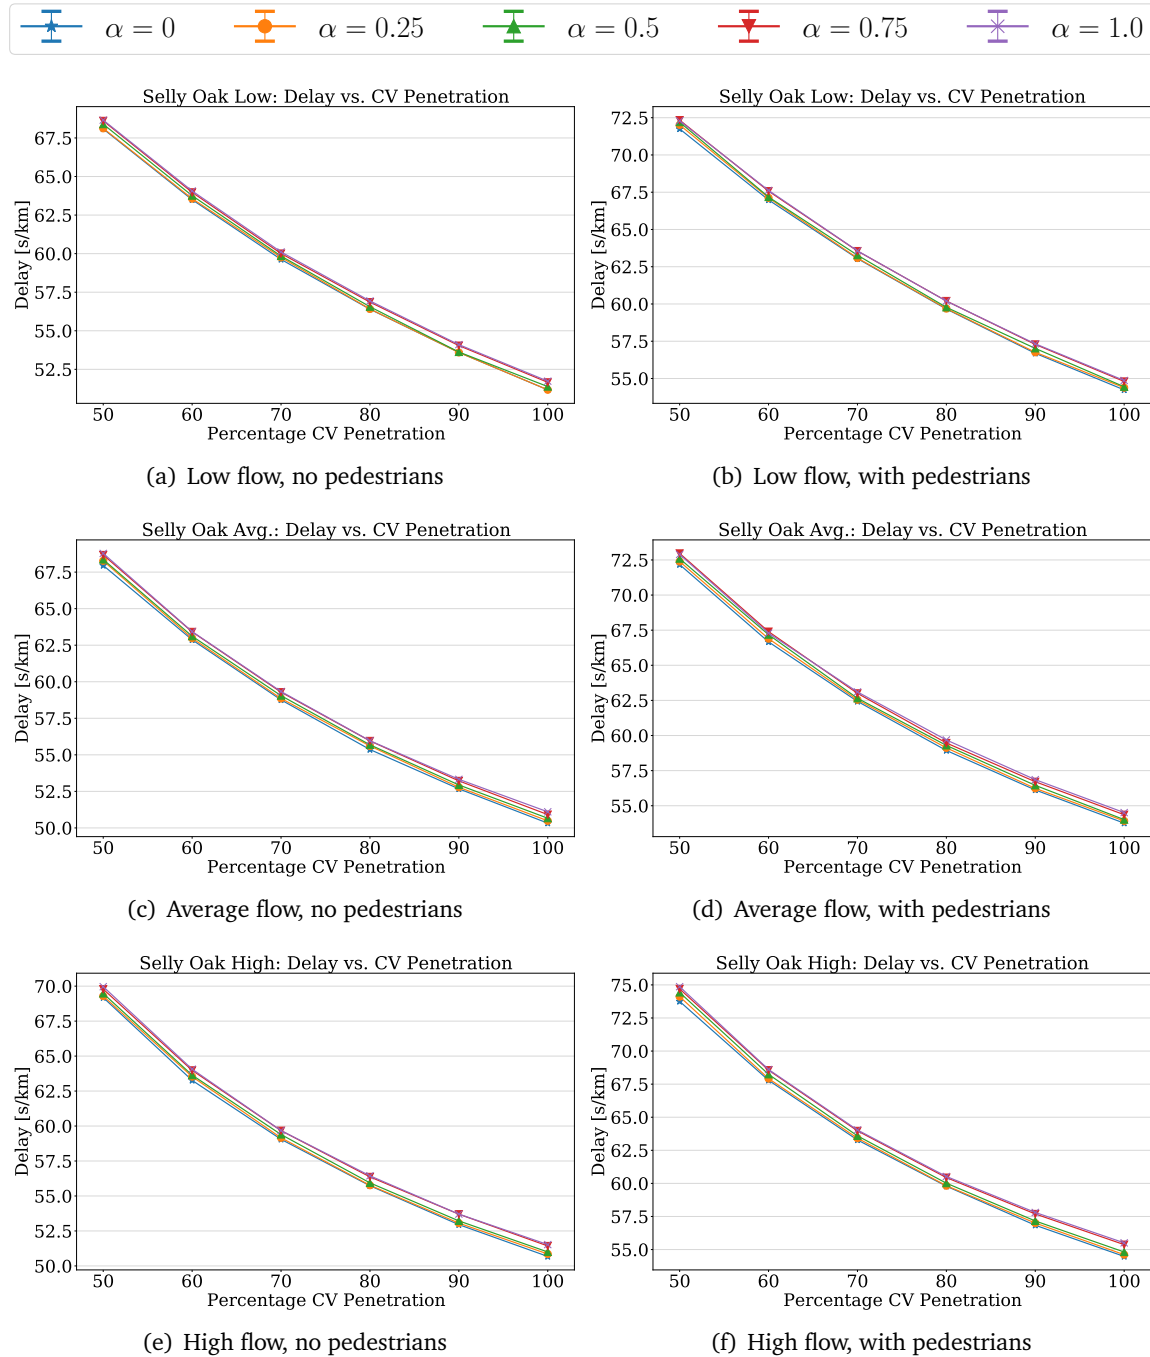 α = 0 α = 0.25 α = 0.5 α = 0.75 α = 1.0
Selly Oak Low: Delay vs. CV Penetration
Delay [s/km]
67.5
65.0
62.5
60.0
57.5
55.0
52.5
50 60 70 80 90 100
Percentage CV Penetration
(a) Low flow, no pedestrians
Selly Oak Low: Delay vs. CV Penetration
Delay [s/km]
72.5
70.0
67.5
65.0
62.5
60.0
57.5
55.0
50 60 70 80 90 100
Percentage CV Penetration
(b) Low flow, with pedestrians
Selly Oak Avg.: Delay vs. CV Penetration
Delay [s/km]
67.5
65.0
62.5
60.0
57.5
55.0
52.5
50.0
50 60 70 80 90 100
Percentage CV Penetration
(c) Average flow, no pedestrians
Selly Oak Avg.: Delay vs. CV Penetration
Delay [s/km]
72.5
70.0
67.5
65.0
62.5
60.0
57.5
55.0
50 60 70 80 90 100
Percentage CV Penetration
(d) Average flow, with pedestrians
Selly Oak High: Delay vs. CV Penetration
Delay [s/km]
70.0
67.5
65.0
62.5
60.0
57.5
55.0
52.5
50.0
50 60 70 80 90 100
Percentage CV Penetration
(e) High flow, no pedestrians
Selly Oak High: Delay vs. CV Penetration
Delay [s/km]
75.0
72.5
70.0
67.5
65.0
62.5
60.0
57.5
55.0
50 60 70 80 90 100
Percentage CV Penetration
(f) High flow, with pedestrians